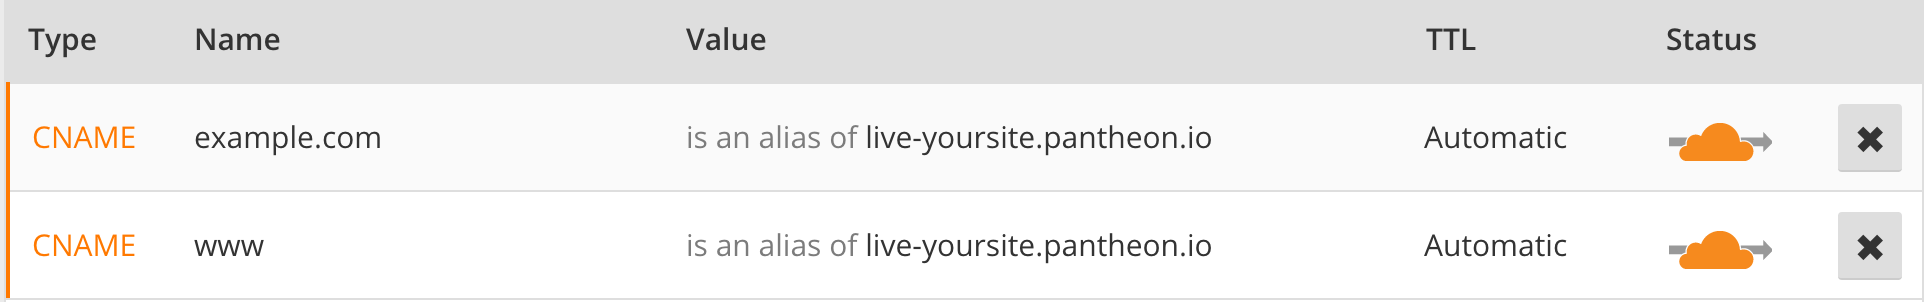 Type Name Value TTL Status
CNAME example.com is an alias of live-yoursite.pantheon.io Automatic
CNAME www is an alias of live-yoursite.pantheon.io Automatic